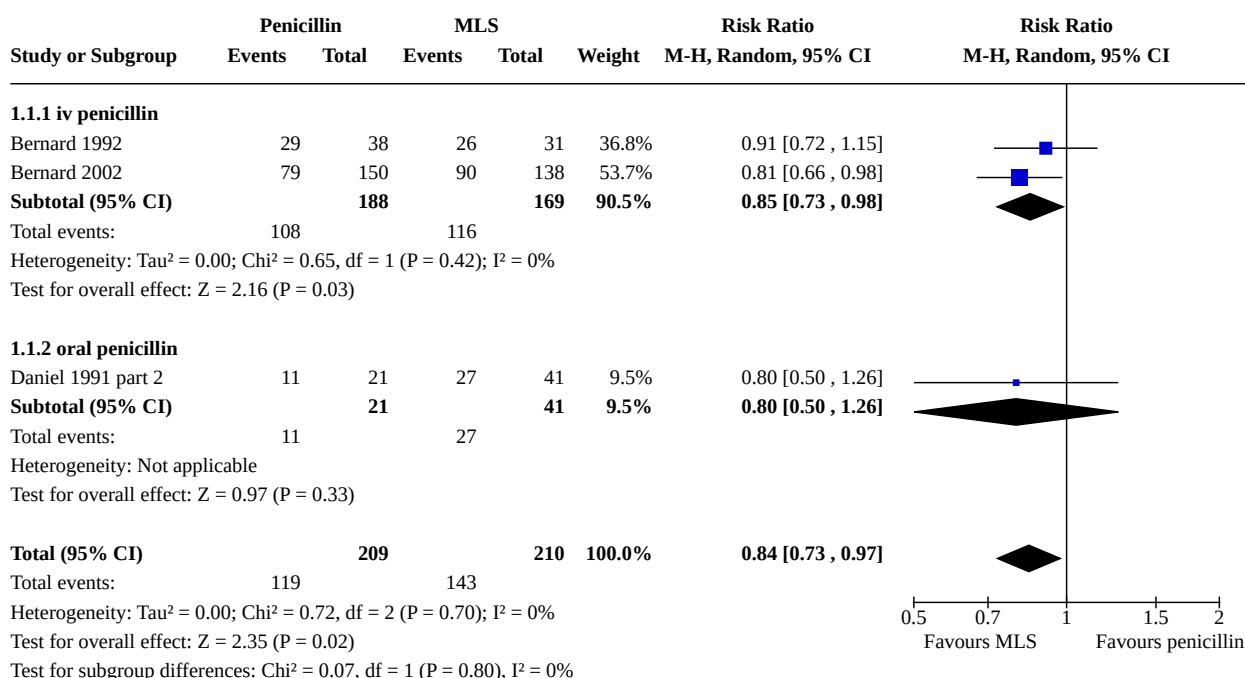 Penicillin MLS Risk Ratio Risk Ratio
Study or Subgroup Events Total Events Total Weight M-H, Random, 95% CI M-H, Random, 95% CI
1.1.1 iv penicillin
Bernard 1992 29 38 26 31 36.8% 0.91 [0.72 , 1.15]
Bernard 2002 79 150 90 138 53.7% 0.81 [0.66 , 0.98]
Subtotal (95% CI) 188 169 90.5% 0.85 [0.73 , 0.98]
Total events: 108 116
Heterogeneity: Tau² = 0.00; Chi² = 0.65, df = 1 (P = 0.42); I² = 0%
Test for overall effect: Z = 2.16 (P = 0.03)
1.1.2 oral penicillin
Daniel 1991 part 2 11 21 27 41 9.5% 0.80 [0.50 , 1.26]
Subtotal (95% CI) 21 41 9.5% 0.80 [0.50 , 1.26]
Total events: 11 27
Heterogeneity: Not applicable
Test for overall effect: Z = 0.97 (P = 0.33)
Total (95% CI) 209 210 100.0% 0.84 [0.73 , 0.97]
Total events: 119 143
Heterogeneity: Tau² = 0.00; Chi² = 0.72, df = 2 (P = 0.70); I² = 0% 0.5 0.7 1 1.5 2
Test for overall effect: Z = 2.35 (P = 0.02) Favours MLS Favours penicillin
Test for subgroup differences: Chi² = 0.07, df = 1 (P = 0.80), I² = 0%